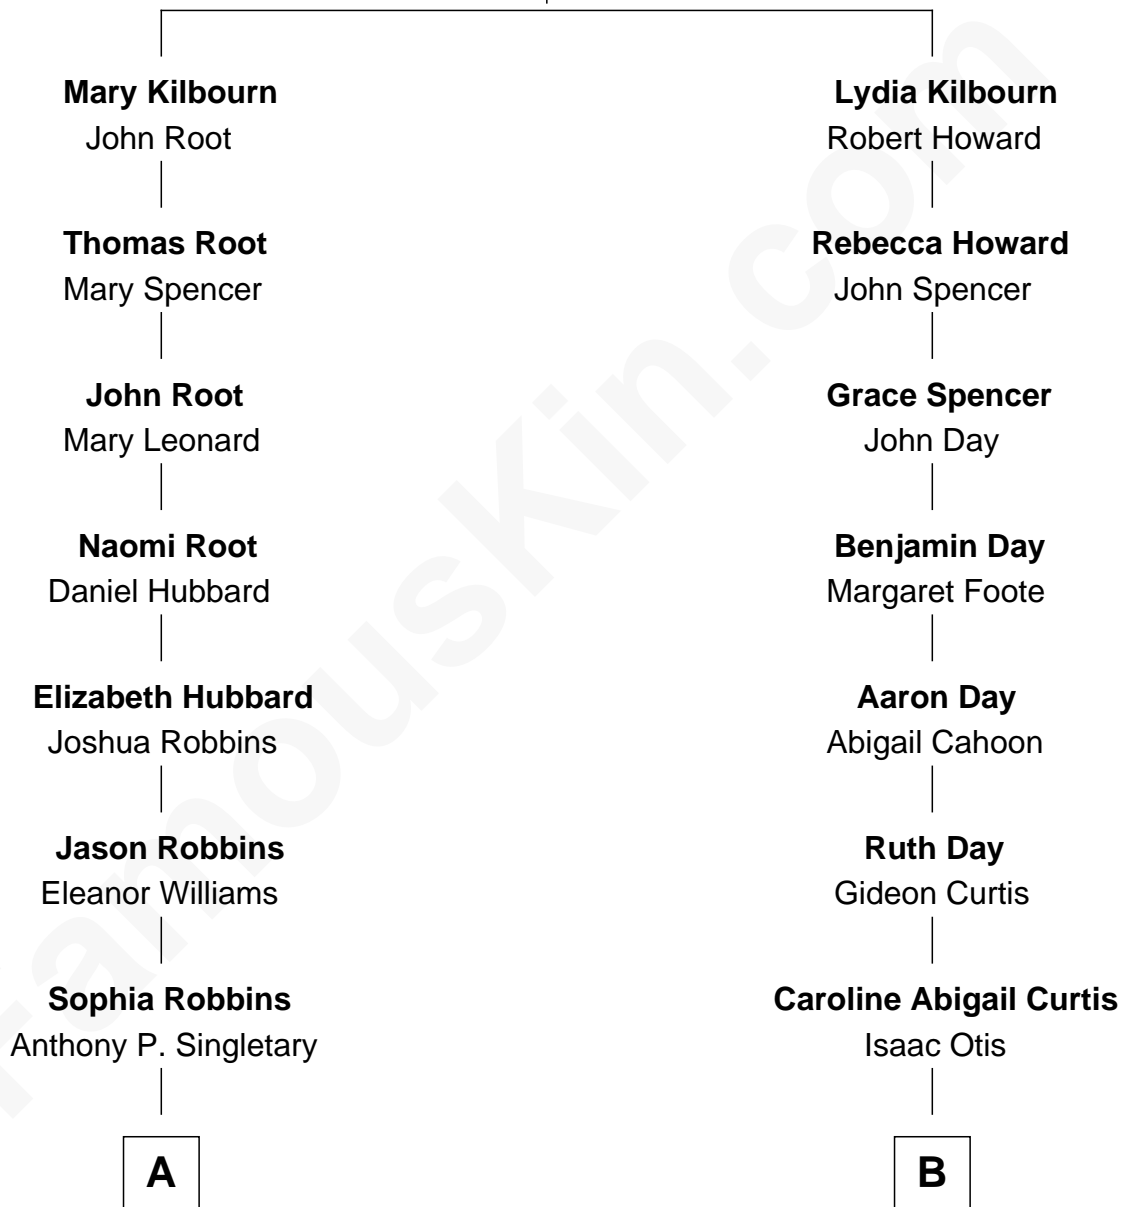 Mary Kilbourn
John Root
Thomas Root
Mary Spencer
John Root
Mary Leonard
Naomi Root
Daniel Hubbard
Elizabeth Hubbard
Joshua Robbins
Jason Robbins
Eleanor Williams
Sophia Robbins
Anthony P. Singletary
A
Lydia Kilbourn
Robert Howard
Rebecca Howard
John Spencer
Grace Spencer
John Day
Benjamin Day
Margaret Foote
Aaron Day
Abigail Cahoon
Ruth Day
Gideon Curtis
Caroline Abigail Curtis
Isaac Otis
B
FamousKin.com